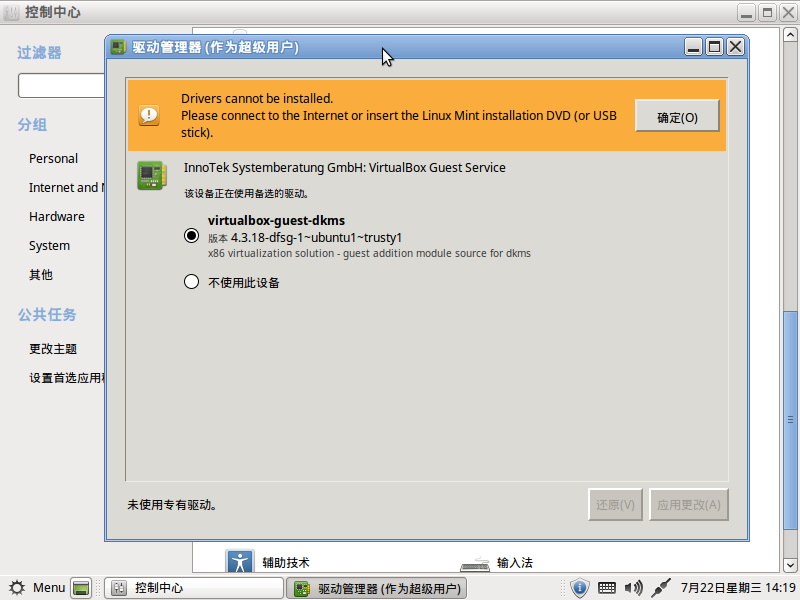 控制中心
过滤器
分组
Personal
Internet and
Hardware
System
其他
公共任务
更改主题
设置首选应用
驱动管理器 (作为超级用户)
Drivers cannot be installed.
Please connect to the Internet or insert the Linux Mint installation DVD (or USB
stick).
确定(O)
InnoTek Systemberatung GmbH: VirtualBox Guest Service
该设备正在使用备选的驱动。
virtualbox-guest-dkms
版本 4.3.18-dfsg-1~ubuntu1~trusty1
x86 virtualization solution - guest addition module source for dkms
不使用此设备
未使用专有驱动。
还原(V)
应用更改(A)
辅助技术
输入法
Menu
控制中心
驱动管理器 (作为超级用户)
7月22日星期三 14:19